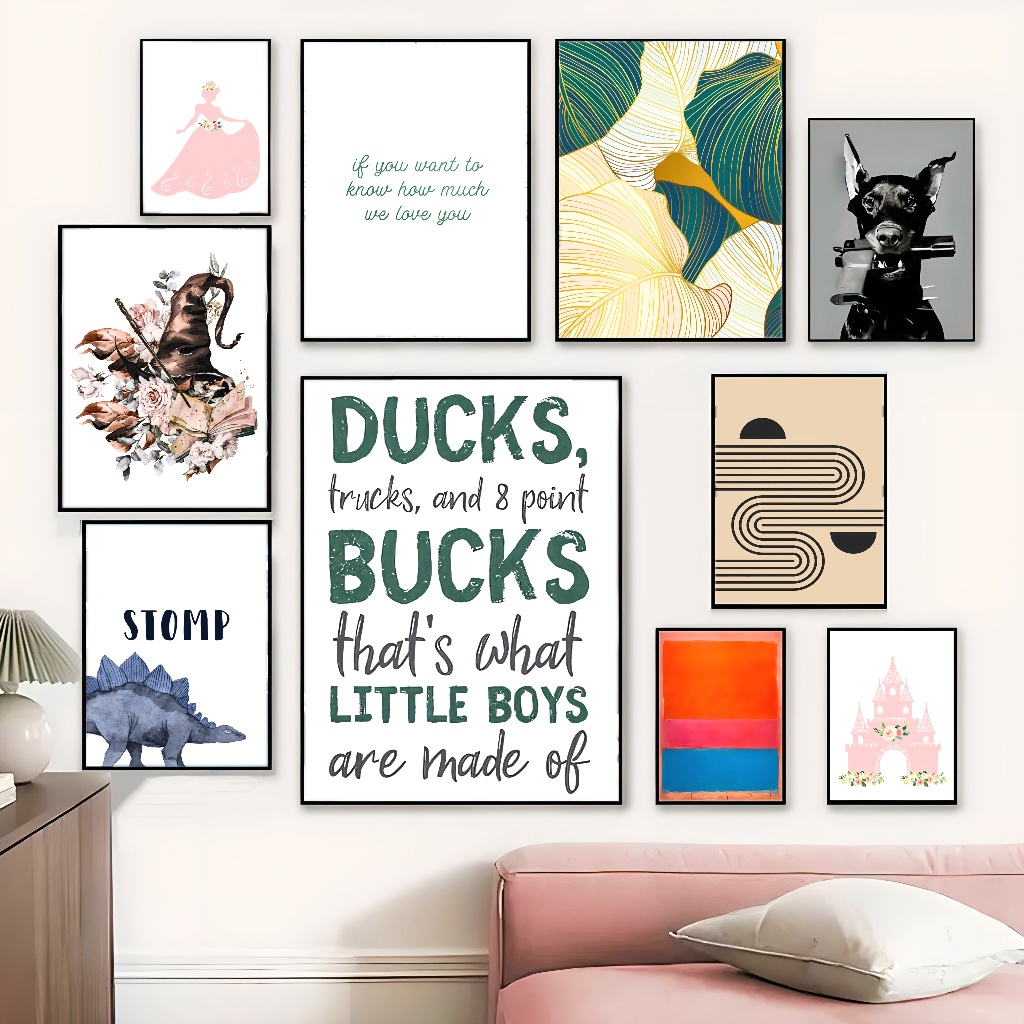 if you want to
know how much
we love you
DUCKS,
trucks, and 8 point
BUCKS
that's what
LITTLE BOYS
are made of
STOMP